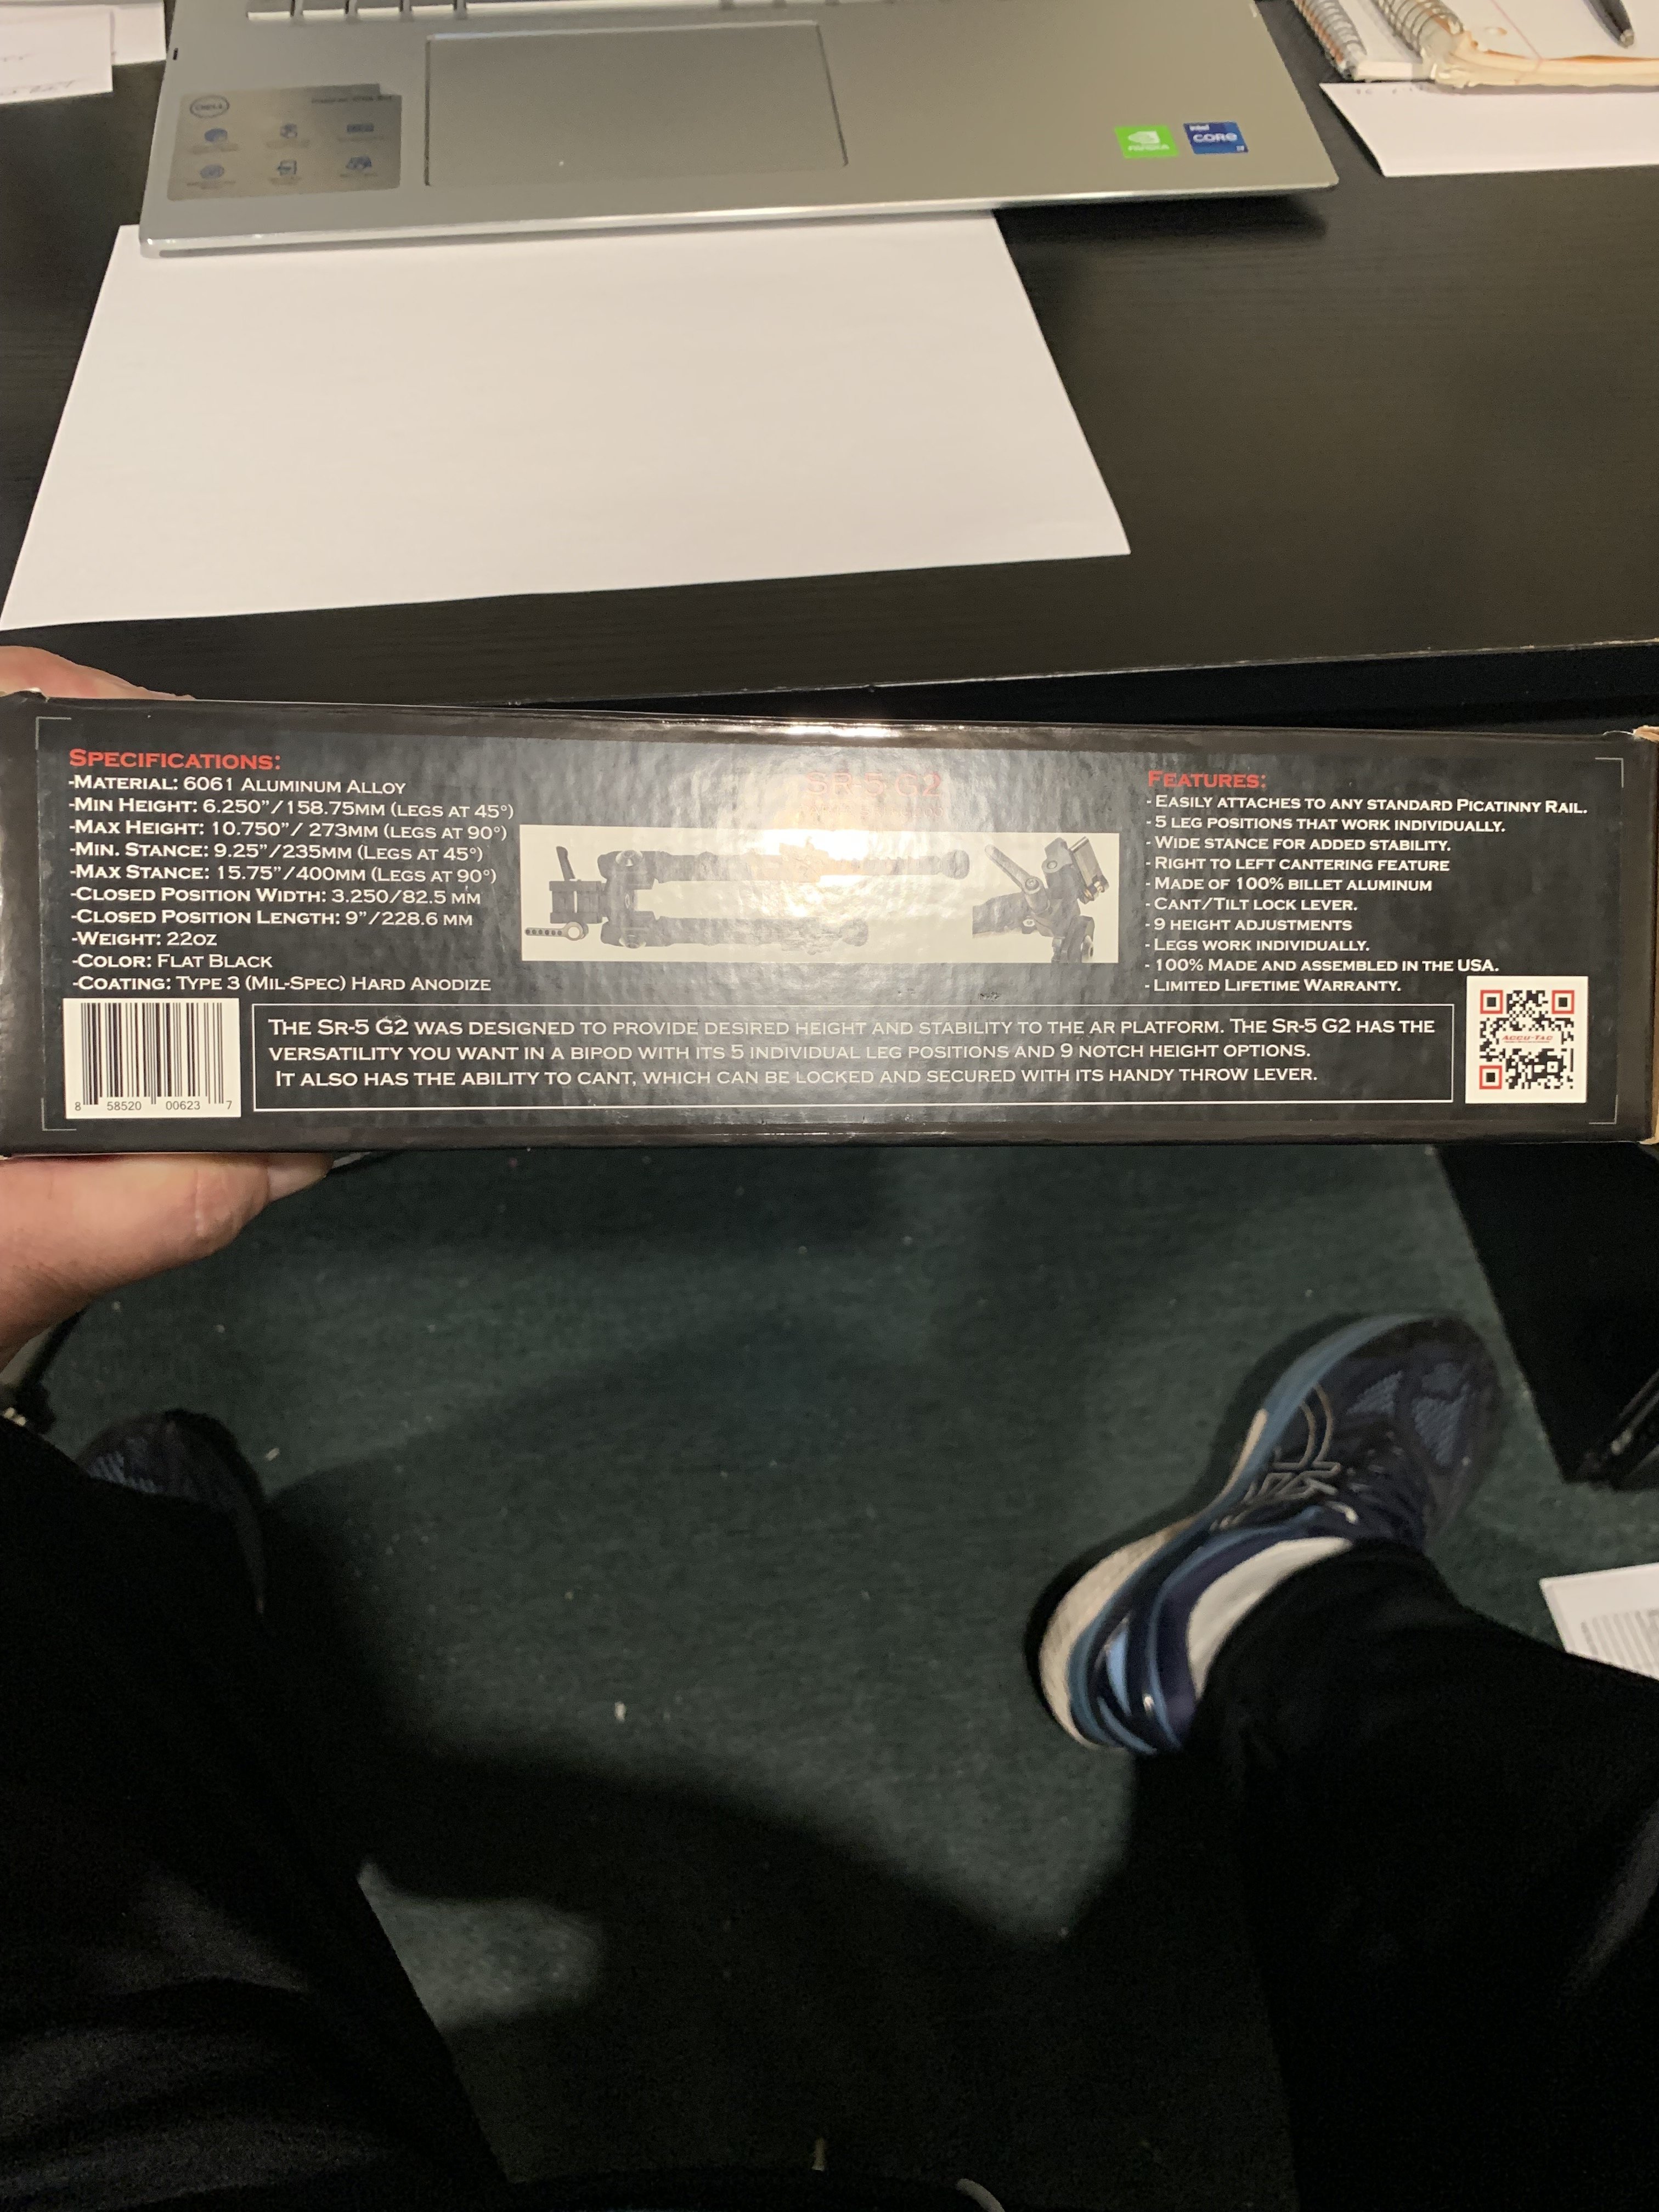 DELL
NVIDIA
intel
CORE
i7
SPECIFICATIONS:
-MATERIAL: 6061 ALUMINUM ALLOY
-MIN HEIGHT: 6.250”/158.75MM (LEGS AT 45°)
-MAX HEIGHT: 10.750”/ 273MM (LEGS AT 90°)
-MIN. STANCE: 9.25”/235MM (LEGS AT 45°)
-MAX STANCE: 15.75”/400MM (LEGS AT 90°)
-CLOSED POSITION WIDTH: 3.250/82.5 MM
-CLOSED POSITION LENGTH: 9”/228.6 MM
-WEIGHT: 22OZ
-COLOR: FLAT BLACK
-COATING: TYPE 3 (MIL-SPEC) HARD ANODIZE
SR-5 G2
FEATURES:
- EASILY ATTACHES TO ANY STANDARD PICATINNY RAIL.
- 5 LEG POSITIONS THAT WORK INDIVIDUALLY.
- WIDE STANCE FOR ADDED STABILITY.
- RIGHT TO LEFT CANTERING FEATURE
- MADE OF 100% BILLET ALUMINUM
- CANT/TILT LOCK LEVER.
- 9 HEIGHT ADJUSTMENTS
- LEGS WORK INDIVIDUALLY.
- 100% MADE AND ASSEMBLED IN THE USA.
- LIMITED LIFETIME WARRANTY.
8 58520 00623 7
THE SR-5 G2 WAS DESIGNED TO PROVIDE DESIRED HEIGHT AND STABILITY TO THE AR PLATFORM. THE SR-5 G2 HAS THE
VERSATILITY YOU WANT IN A BIPOD WITH ITS 5 INDIVIDUAL LEG POSITIONS AND 9 NOTCH HEIGHT OPTIONS.
IT ALSO HAS THE ABILITY TO CANT, WHICH CAN BE LOCKED AND SECURED WITH ITS HANDY THROW LEVER.
ACCU-TAC